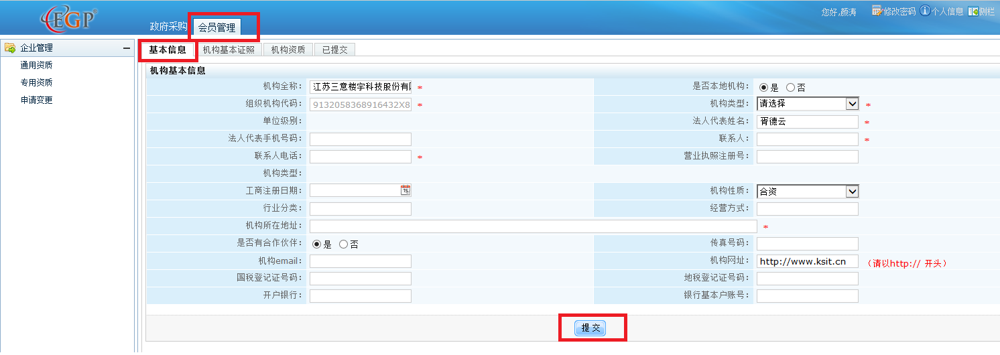 EGP
您好,颜涛 修改密码 个人信息 侧栏
政府采购 会员管理
企业管理
通用资质
专用资质
申请变更
基本信息 机构基本证照 机构资质 已提交
机构基本信息
机构全称: 江苏三意楼宇科技股份有 * 是否本地机构: 是 否
组织机构代码: 9132058368916432X8 * 机构类型: 请选择 *
单位级别: 法人代表姓名: 胥德云 *
法人代表手机号码: 联系人: *
联系人电话: * 营业执照注册号:
机构类型:
工商注册日期: 15 机构性质: 合资
行业分类: 经营方式:
机构所在地址: *
是否有合作伙伴: 是 否 传真号码:
机构email: 机构网址: http://www.ksit.cn (请以http:// 开头)
国税登记证号码: 地税登记证号码:
开户银行: 银行基本户账号:
提交